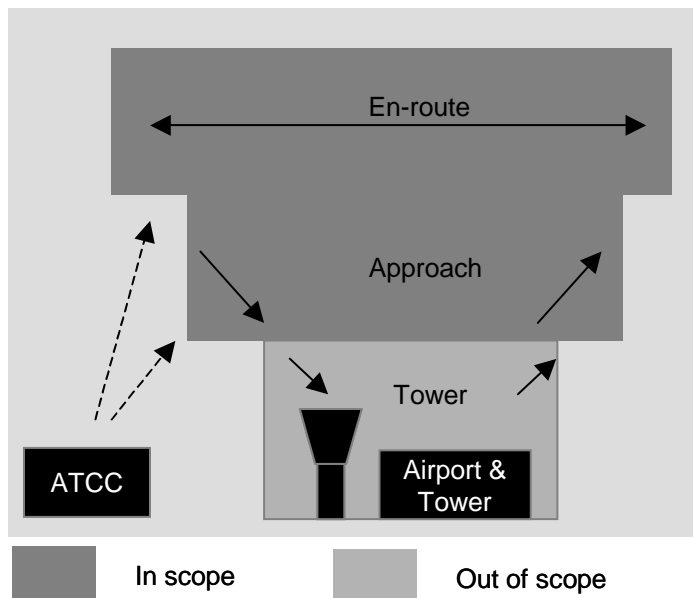 En-route
Approach
Tower
ATCC
Airport &
Tower
In scope
Out of scope